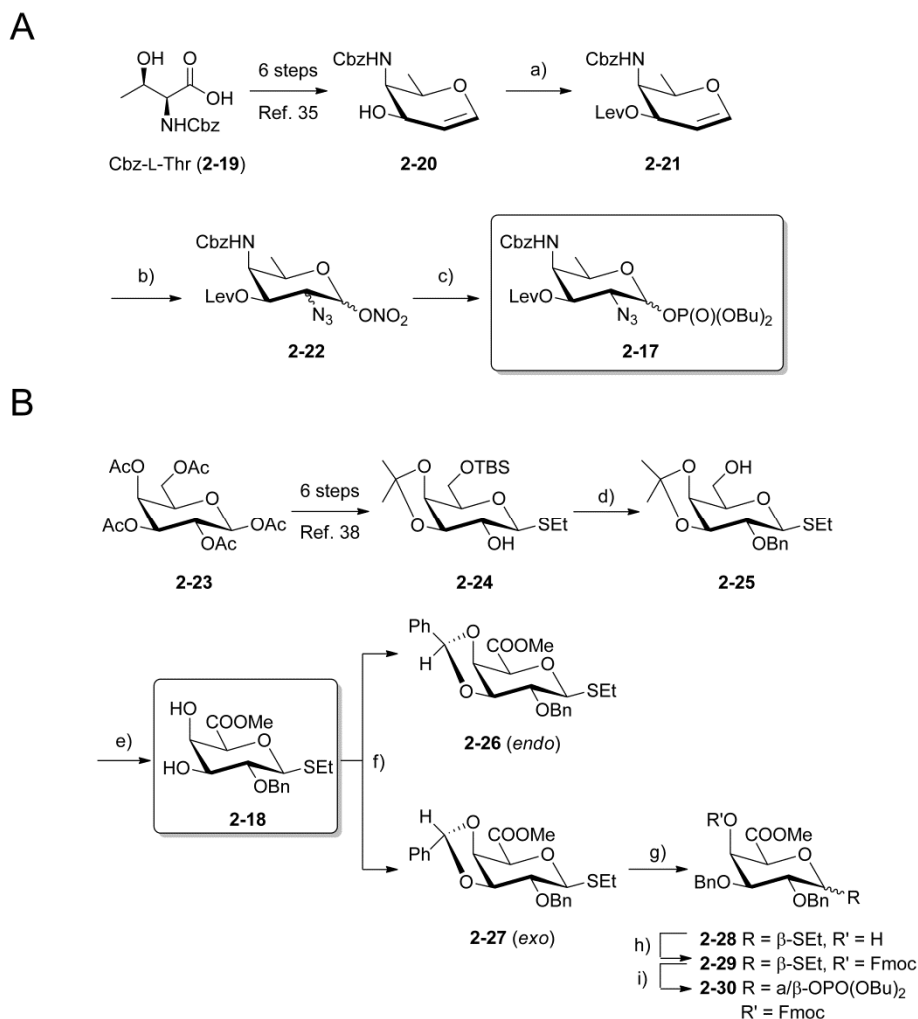 A
OH
O
OH
NHCbz
Cbz-L-Thr (2-19)
6 steps
Ref. 35
CbzHN
O
HO
2-20
a)
CbzHN
O
LevO
2-21
b)
CbzHN
O
LevO
N3
ONO2
2-22
c)
CbzHN
O
LevO
N3
OP(O)(OBu)2
2-17
B
AcO
OAc
O
AcO
OAc
OAc
2-23
6 steps
Ref. 38
O
OTBS
O
O
SEt
OH
2-24
d)
O
OH
O
O
SEt
OBn
2-25
e)
HO
COOMe
O
HO
SEt
OBn
2-18
f)
Ph
O
COOMe
H
O
O
SEt
OBn
2-26 (endo)
H
O
COOMe
Ph
O
O
SEt
OBn
2-27 (exo)
g)
R'O
COOMe
O
BnO
OBn
R
2-28 R = β-SEt, R' = H
h)
2-29 R = β-SEt, R' = Fmoc
i)
2-30 R = a/β-OPO(OBu)2
R' = Fmoc